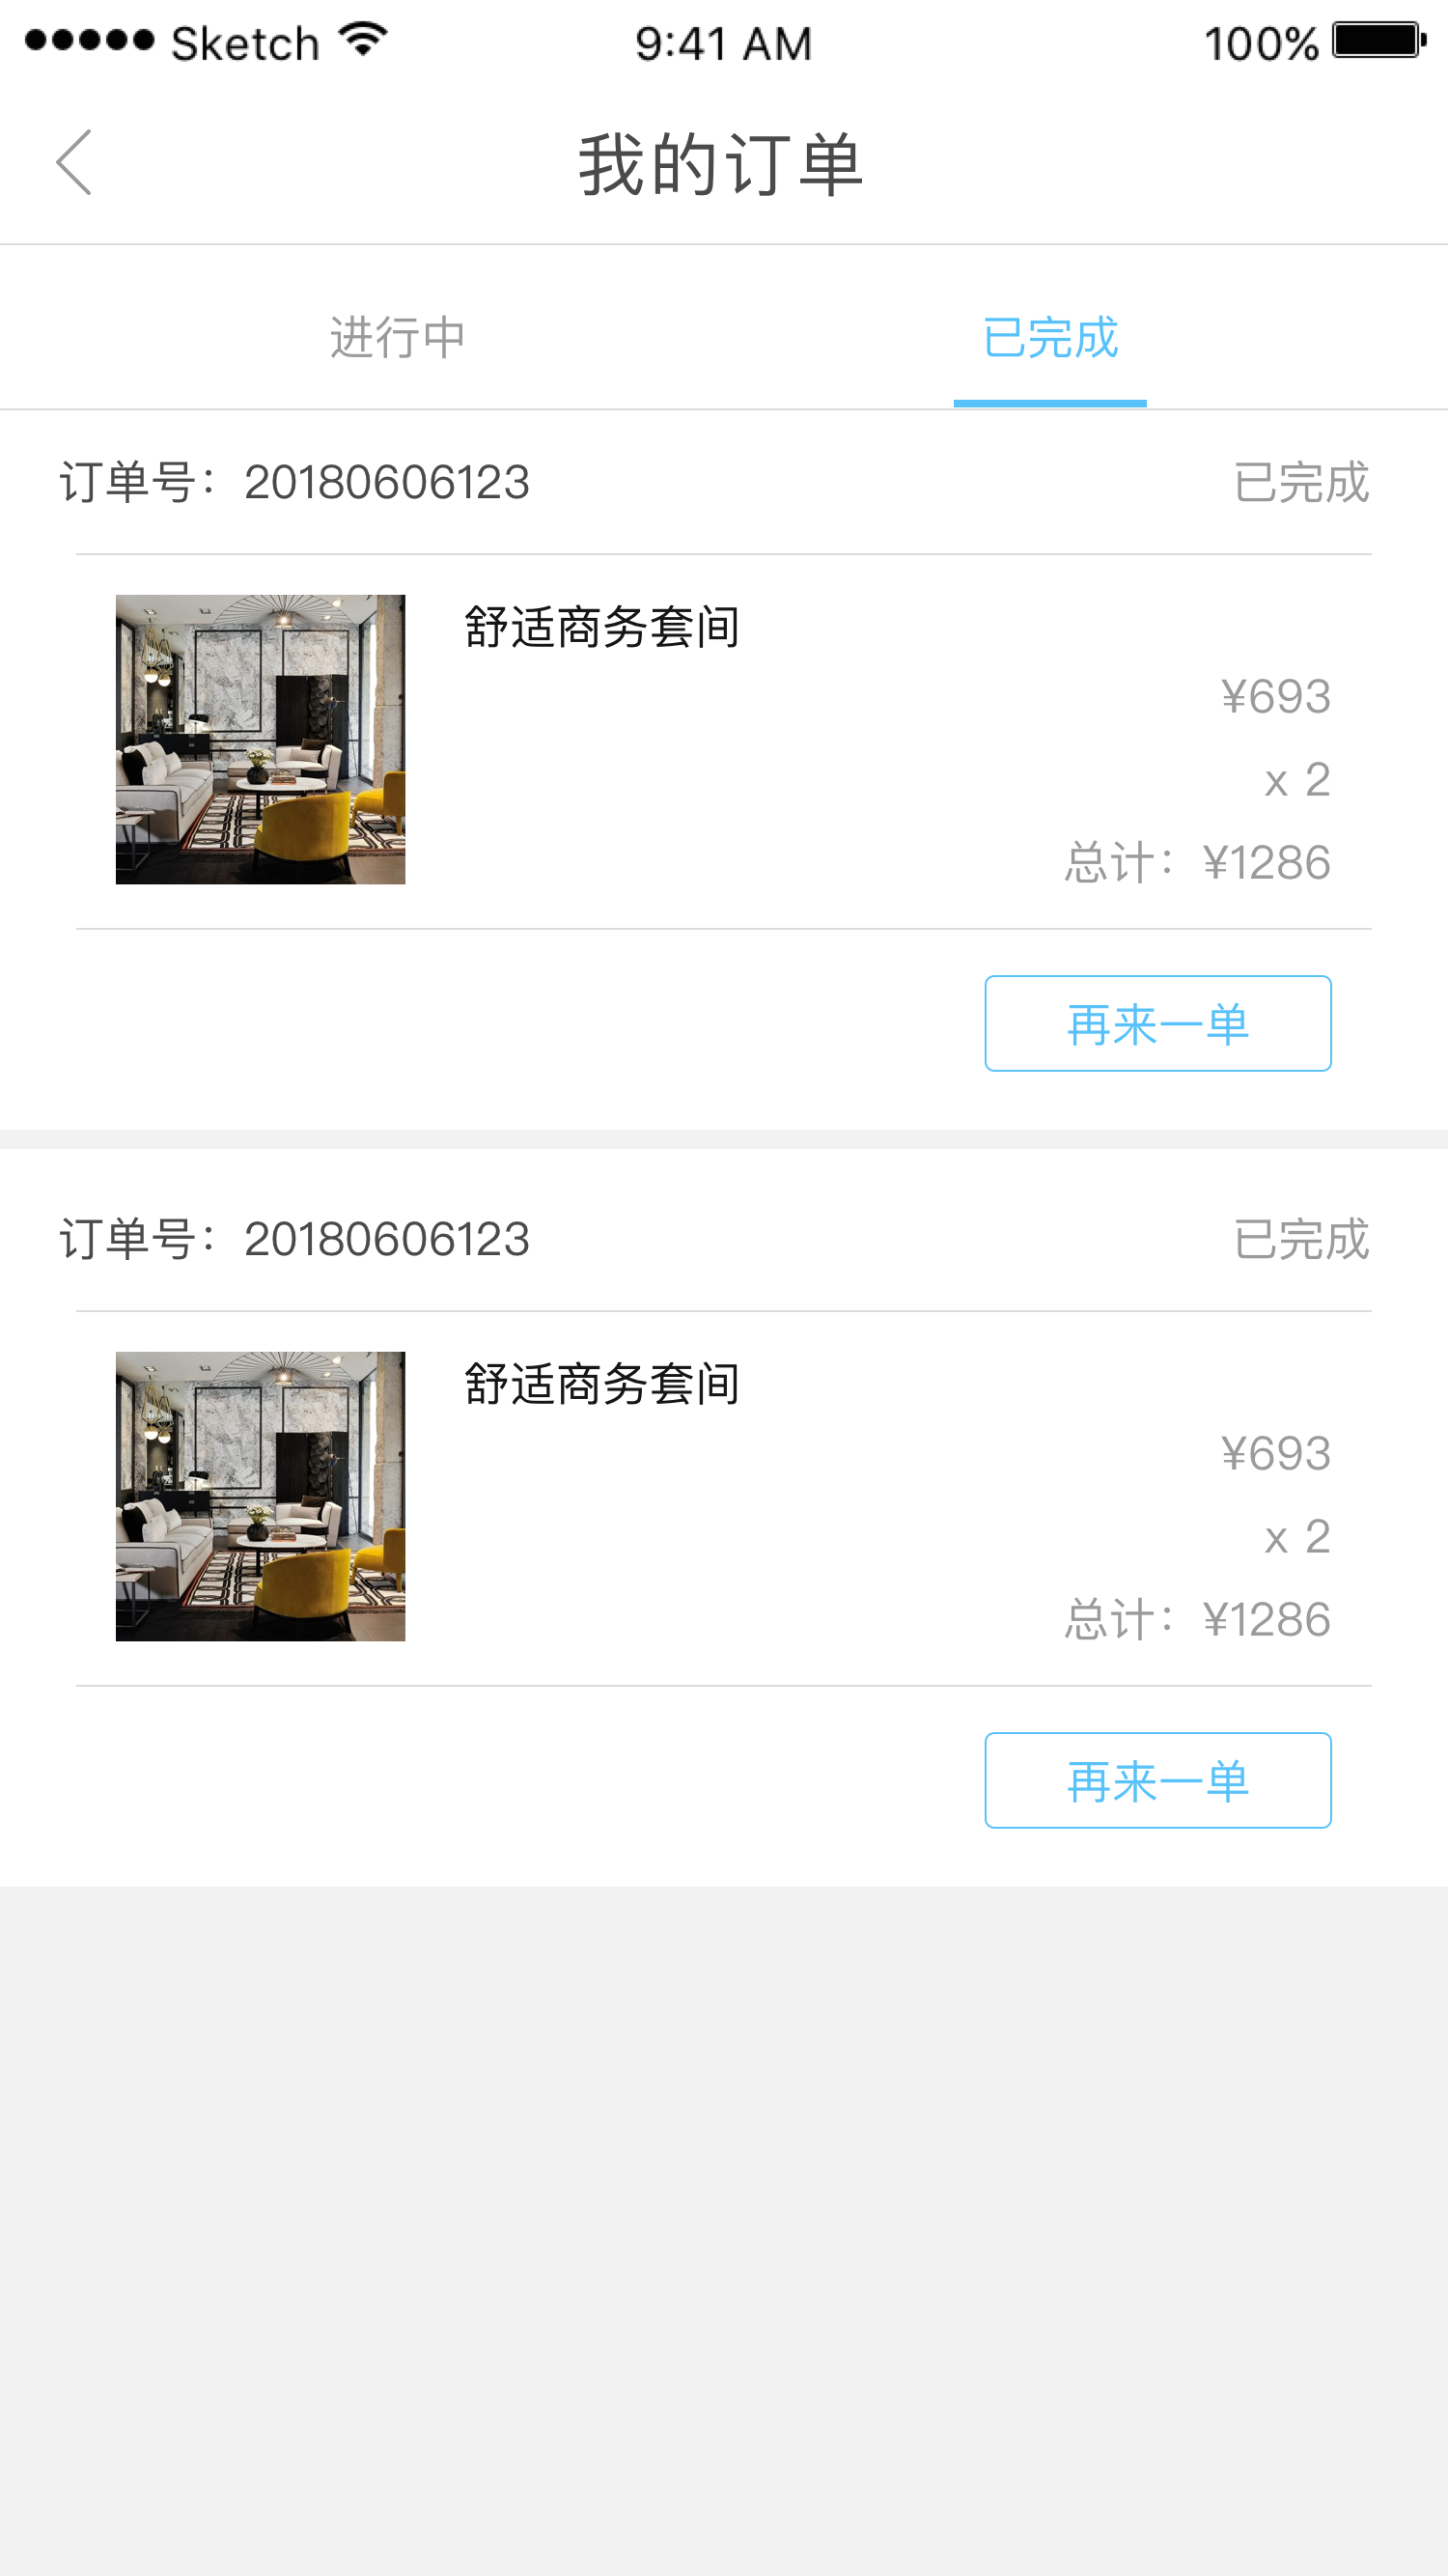 Sketch 9:41 AM 100%
我的订单
进行中 已完成
订单号：20180606123 已完成
舒适商务套间
¥693
x 2
总计：¥1286
再来一单
订单号：20180606123 已完成
舒适商务套间
¥693
x 2
总计：¥1286
再来一单